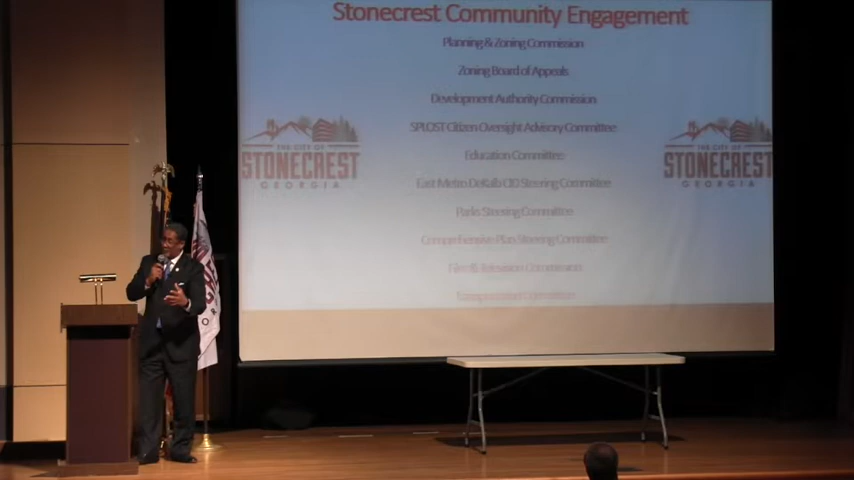 Stonecrest Community Engagement
Planning & Zoning Commission
Zoning Board of Appeals
Development Authority Commission
SPLOST Citizen Oversight Advisory Committee
Education Committee
East Metro DeKalb CID Steering Committee
Parks Steering Committee
Comprehensive Plan Steering Committee
Film & Television Commission
THE CITY OF
STONECREST
GEORGIA
THE CITY OF
STONECREST
GEORGIA